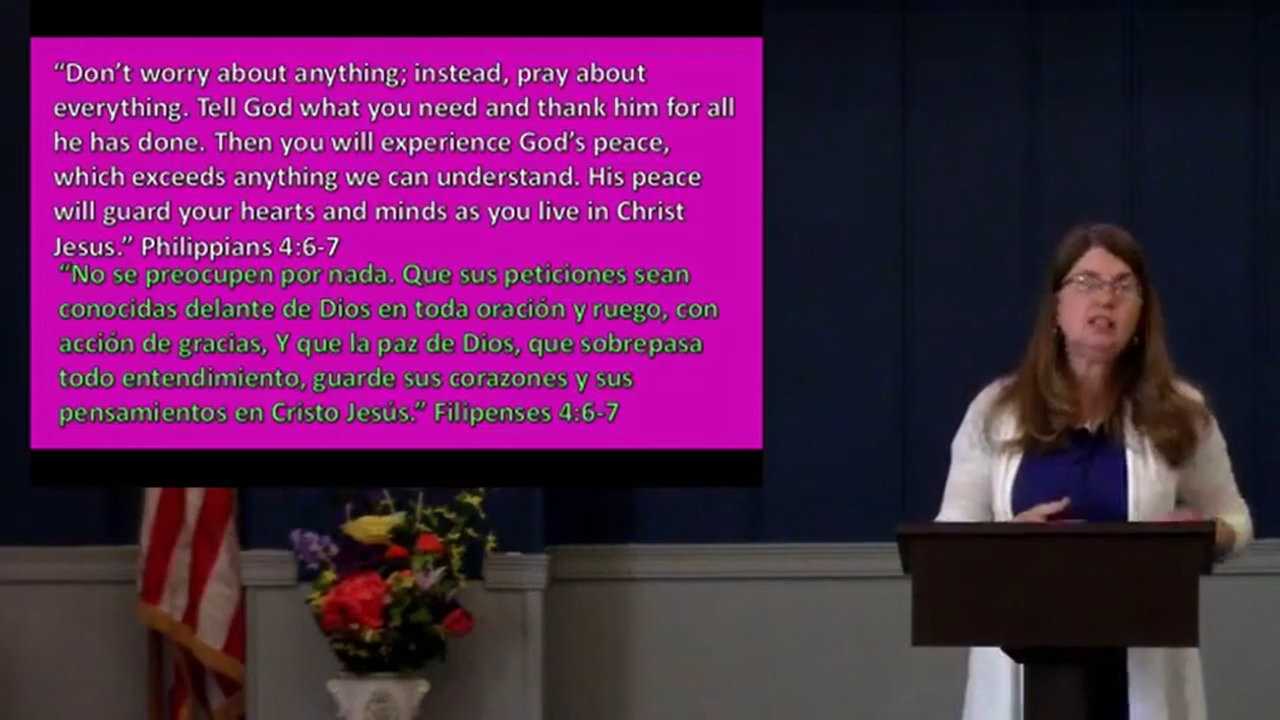 “Don’t worry about anything; instead, pray about
everything. Tell God what you need and thank him for all
he has done. Then you will experience God’s peace,
which exceeds anything we can understand. His peace
will guard your hearts and minds as you live in Christ
Jesus.” Philippians 4:6-7
“No se preocupen por nada. Que sus peticiones sean
conocidas delante de Dios en toda oración y ruego, con
acción de gracias, Y que la paz de Dios, que sobrepasa
todo entendimiento, guarde sus corazones y sus
pensamientos en Cristo Jesús.” Filipenses 4:6-7